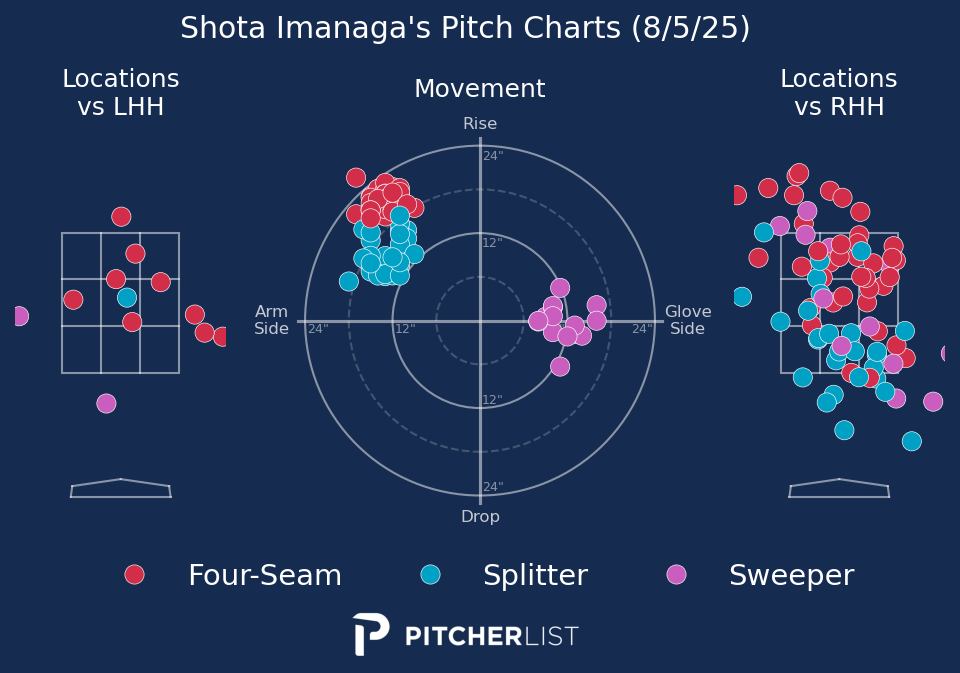 Shota Imanaga's Pitch Charts (8/5/25)
Locations
vs LHH
Movement
Locations
vs RHH
Rise
24"
12"
Arm
Side
24"
12"
24"
Glove
Side
12"
24"
Drop
Four-Seam
Splitter
Sweeper
PITCHERLIST